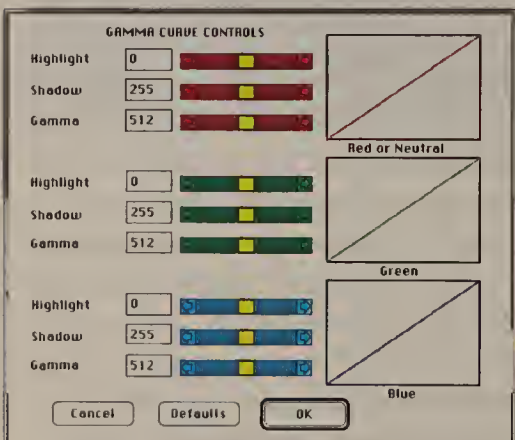 GAMMA CURVE CONTROLS
Highlight 0
Shadow 255
Gamma 512
Red or Neutral
Highlight 0
Shadow 255
Gamma 512
Green
Highlight 0
Shadow 255
Gamma 512
Blue
Cancel Defaults OK